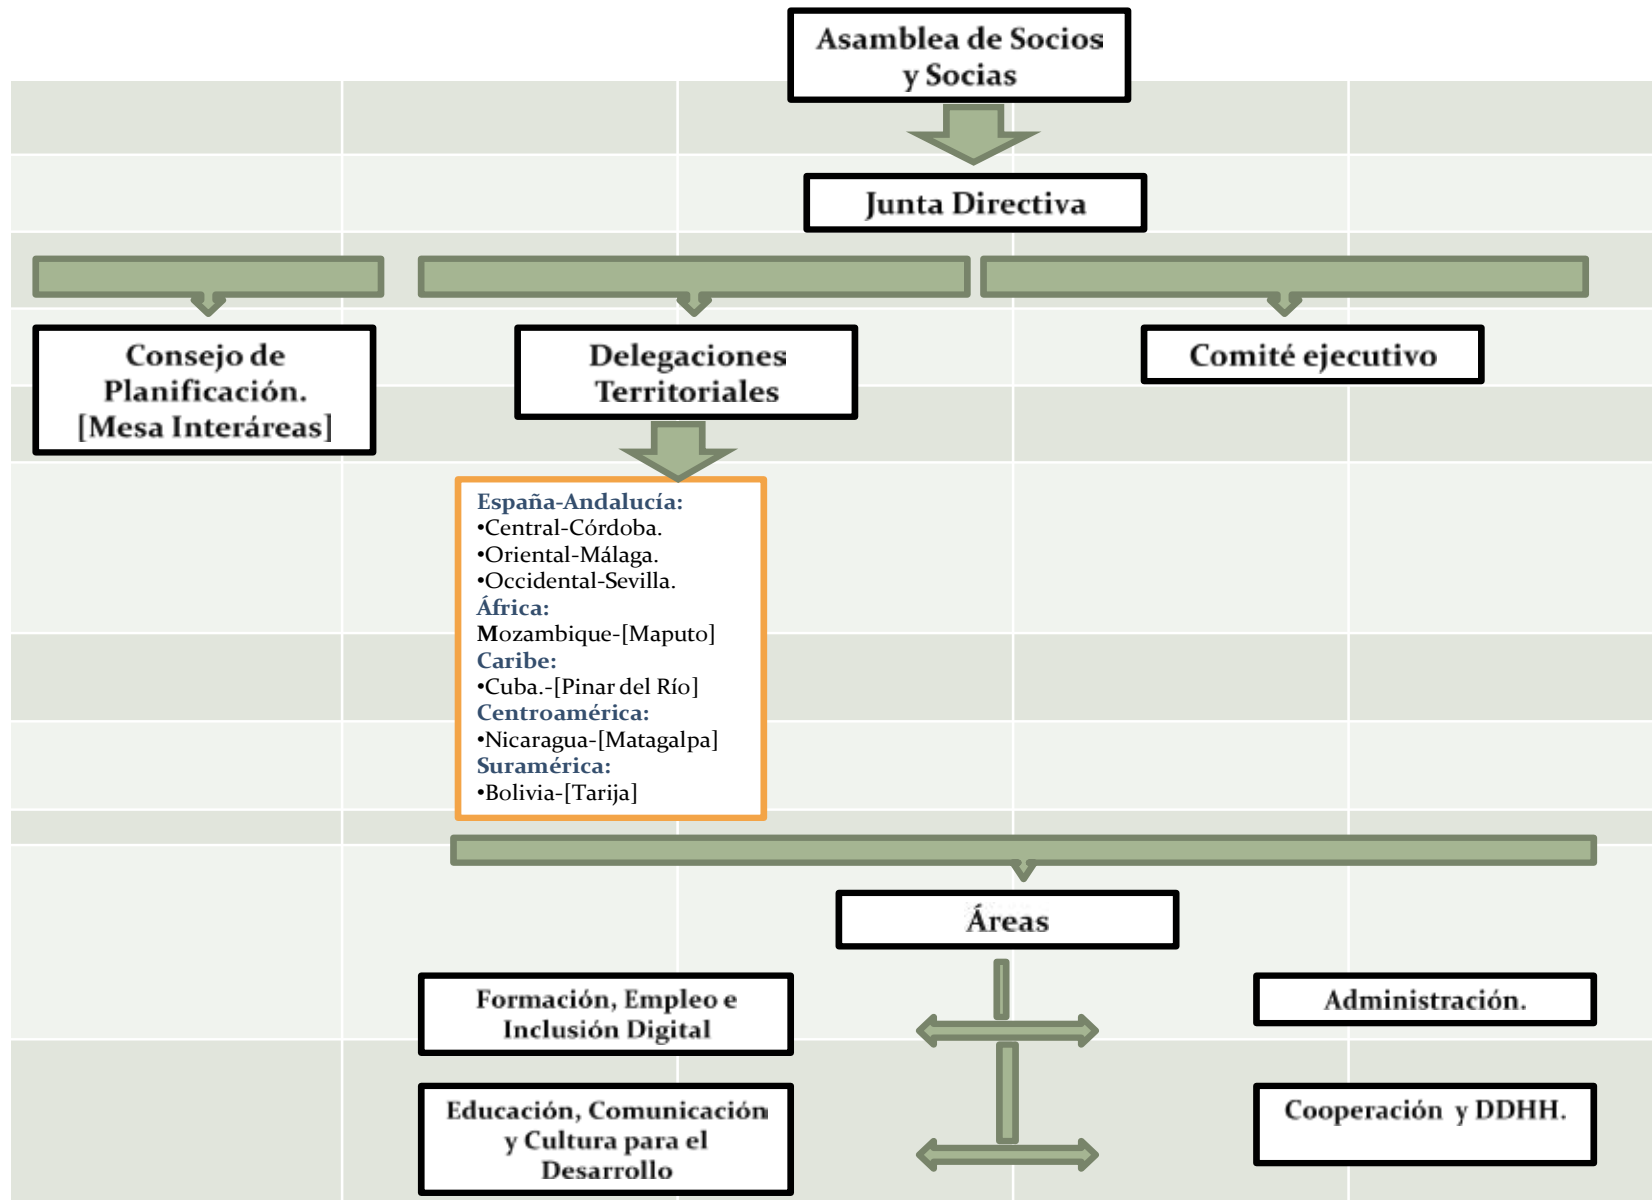 Asamblea de Socios
y Socias
Junta Directiva
Consejo de
Planificación.
[Mesa Interáreas]
Delegaciones
Territoriales
Comité ejecutivo
España-Andalucía:
•Central-Córdoba.
•Oriental-Málaga.
•Occidental-Sevilla.
África:
Mozambique-[Maputo]
Caribe:
•Cuba.-[Pinar del Río]
Centroamérica:
•Nicaragua-[Matagalpa]
Suramérica:
•Bolivia-[Tarija]
Áreas
Formación, Empleo e
Inclusión Digital
Administración.
Educación, Comunicación
y Cultura para el
Desarrollo
Cooperación y DDHH.